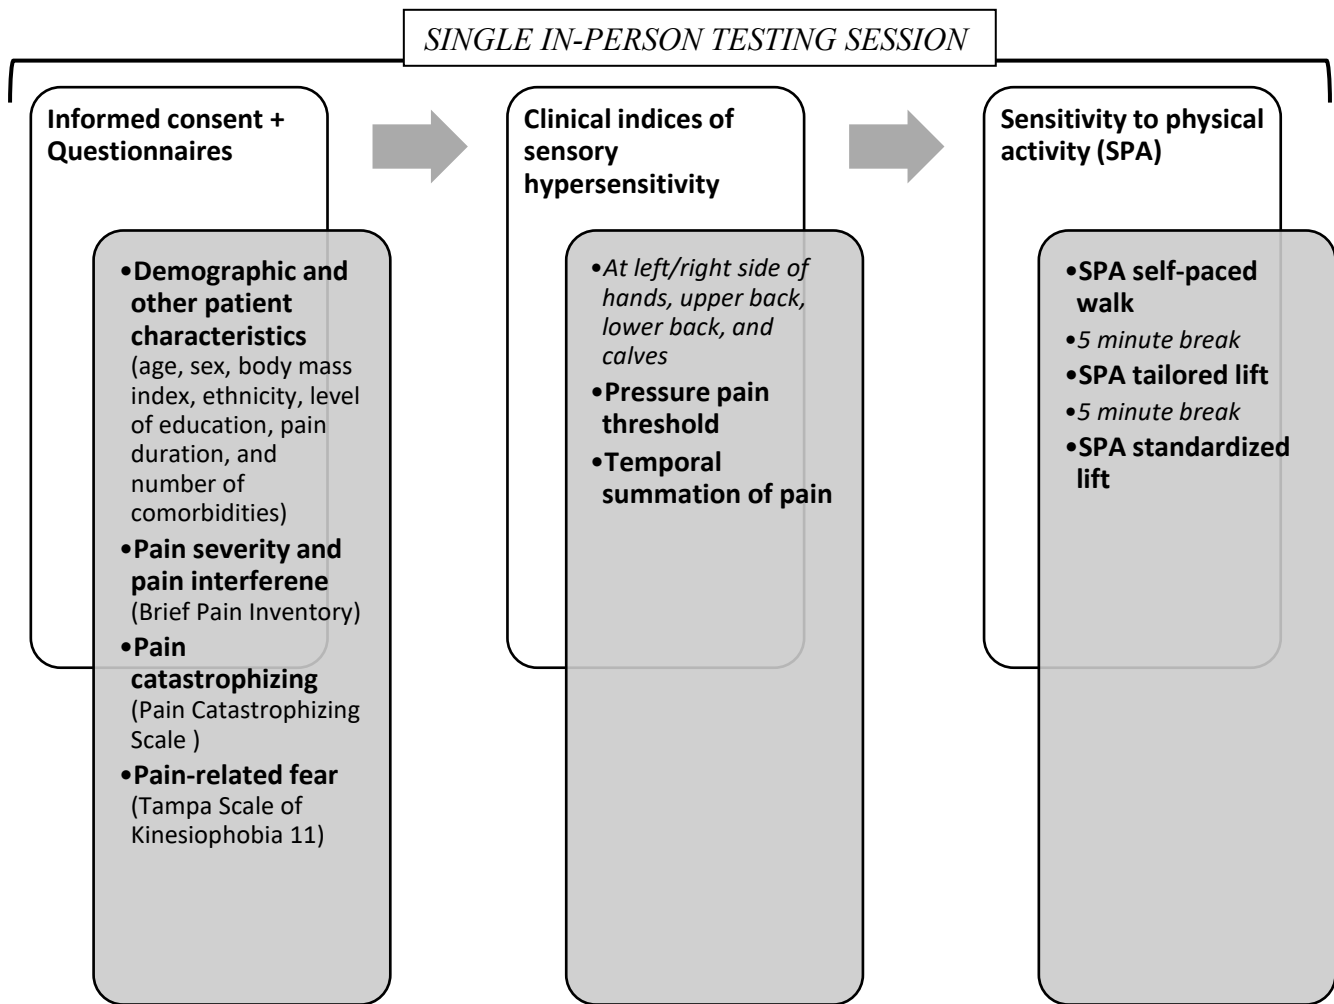 SINGLE IN-PERSON TESTING SESSION
Informed consent +
Questionnaires
•Demographic and
other patient
characteristics
(age, sex, body mass
index, ethnicity, level
of education, pain
duration, and
number of
comorbidities)
•Pain severity and
pain interferene
(Brief Pain Inventory)
•Pain
catastrophizing
(Pain Catastrophizing
Scale )
•Pain-related fear
(Tampa Scale of
Kinesiophobia 11)
Clinical indices of
sensory
hypersensitivity
•At left/right side of
hands, upper back,
lower back, and
calves
•Pressure pain
threshold
•Temporal
summation of pain
Sensitivity to physical
activity (SPA)
•SPA self-paced
walk
•5 minute break
•SPA tailored lift
•5 minute break
•SPA standardized
lift